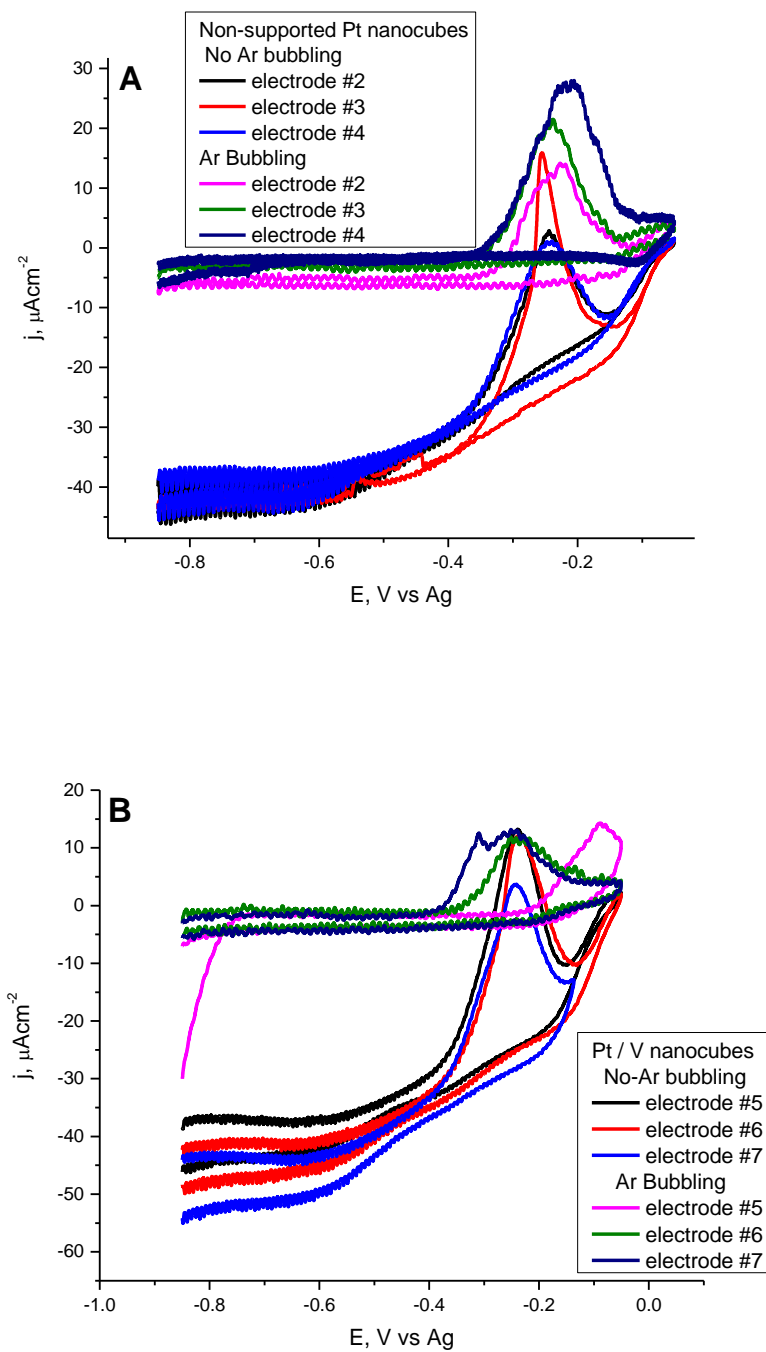 Non-supported Pt nanocubes
No Ar bubbling
electrode #2
electrode #3
electrode #4
Ar Bubbling
electrode #2
electrode #3
electrode #4
A
30
20
10
0
-10
-20
-30
-40
j, μAcm-2
-0.8 -0.6 -0.4 -0.2
E, V vs Ag
B
20
10
0
-10
-20
-30
-40
-50
-60
j, μAcm-2
Pt / V nanocubes
No-Ar bubbling
electrode #5
electrode #6
electrode #7
Ar Bubbling
electrode #5
electrode #6
electrode #7
-1.0 -0.8 -0.6 -0.4 -0.2 0.0
E, V vs Ag